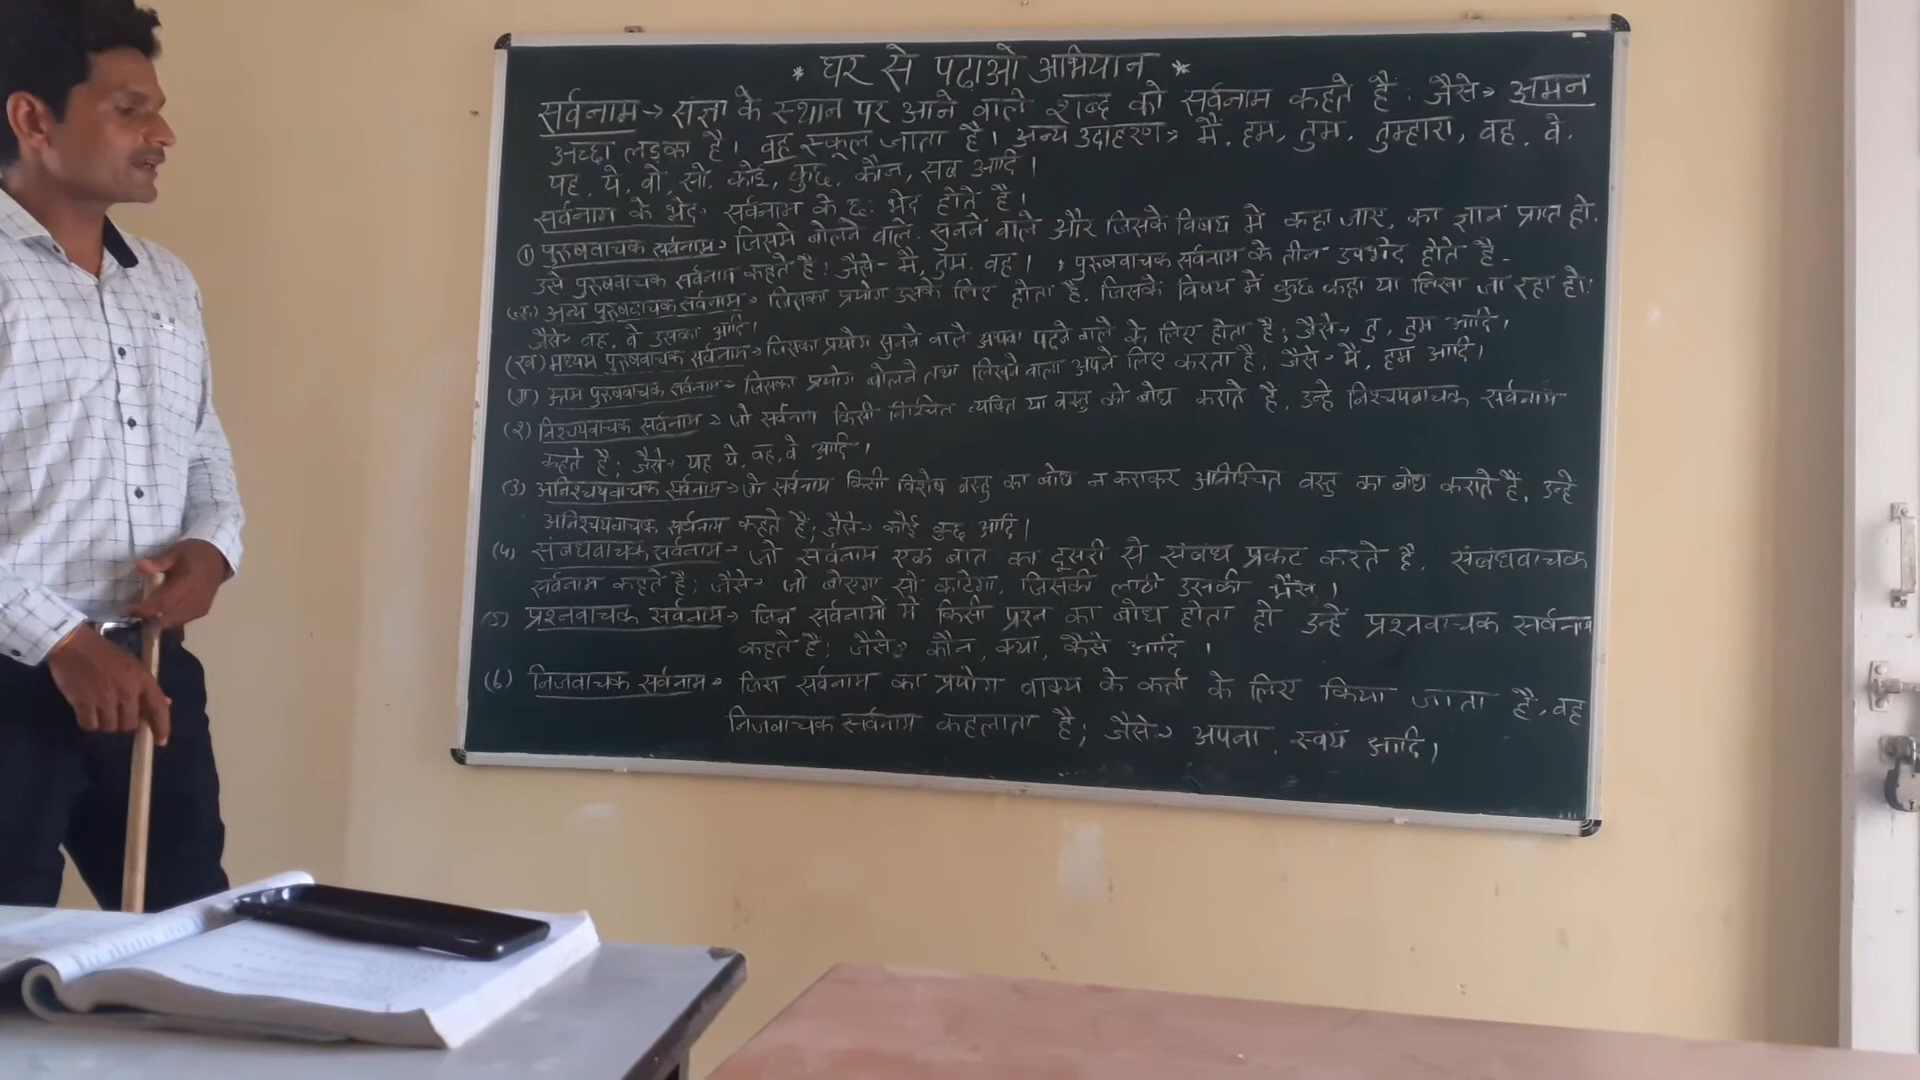 * घर से पढाओ अभियान *
सर्वनाम → संज्ञा के स्थान पर आने वाले शब्द को सर्वनाम कहते हैं: जैसे→ अमन
अच्छा लड़का है। वह स्कूल जाता है। अन्य उदाहरण→ मैं, हम, तुम, तुम्हारा, वह, वे,
यह, ये, वो, सो, कोई, कुछ, कौन, सब आदि।
सर्वनाम के भेद- सर्वनाम के छ: भेद होते है।
① पुरुषवाचक सर्वनाम→ जिसमें बोलने वाले, सुनने वाले और जिसके विषय में कहा जाए, का ज्ञान प्राप्त हो,
उसे पुरुषवाचक सर्वनाम कहते है। जैसे- मैं, तुम, वह। पुरुषवाचक सर्वनाम के तीन उपभेद होते है-
(क) अन्य पुरुषवाचक सर्वनाम→ जिसका प्रयोग उसके लिए होता है, जिसके विषय में कुछ कहा या लिखा जा रहा हो:
जैसे- वह, वे उसका आदि।
(ख) मध्यम पुरुषवाचक सर्वनाम→ जिसका प्रयोग सुनने वाले अथवा पढने वाले के लिए होता है; जैसे→ तु, तुम आदि।
(ग) उत्तम पुरुषवाचक सर्वनाम→ जिसका प्रयोग बोलने तथा लिखने वाला अपने लिए करता है; जैसे- मैं, हम आदि।
(२) निश्चयवाचक सर्वनाम→ जो सर्वनाम किसी निश्चित व्यक्ति या वस्तु का बोध कराते हैं, उन्हे निश्चयवाचक सर्वनाम
कहते है; जैसे→ यह ये, वह, वे आदि।
(3) अनिश्चयवाचक सर्वनाम→ जो सर्वनाम किसी विशेष वस्तु का बोध न कराकर अनिश्चित वस्तु का बोध कराते हैं, उन्हे
अनिश्चयवाचक सर्वनाम कहते हैं; जैसे→ कोई कुछ आदि।
(4) संबंधवाचक सर्वनाम→ जो सर्वनाम एक बात का दूसरी से संबंध प्रकट करते है, संबंधवाचक
सर्वनाम कहते हैं; जैसे→ जो बोएगा सो काटेगा, जिसकी लाठी उसकी भैंस।
(5) प्रश्नवाचक सर्वनाम→ जिन सर्वनामों में किसी प्रश्न का बोध होता हो उन्हें प्रश्नवाचक सर्वनाम
कहते हैं; जैसे→ कौन, क्या, कैसे आदि।
(6) निजवाचक सर्वनाम→ जिस सर्वनाम का प्रयोग वाक्य के कर्ता के लिए किया जाता है, वह
निजवाचक सर्वनाम कहलाता है; जैसे→ अपना, स्वयं आदि।